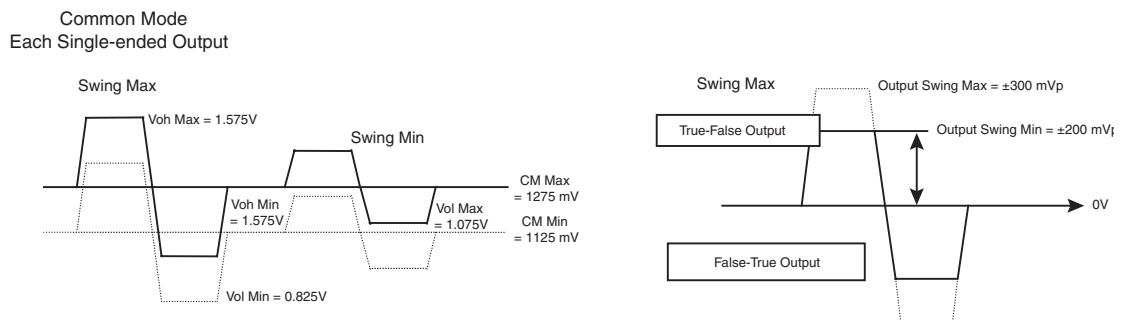 Common Mode
Each Single-ended Output
Swing Max
Voh Max = 1.575V
Swing Min
CM Max
= 1275 mV
Voh Min
= 1.575V
Vol Max
= 1.075V
CM Min
= 1125 mV
Vol Min = 0.825V
Swing Max
Output Swing Max = ±300 mVp
True-False Output
Output Swing Min = ±200 mVp
0V
False-True Output